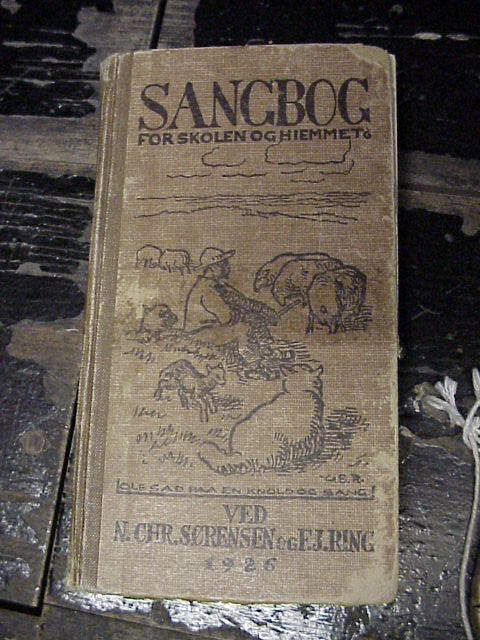 SANGBOG
FOR SKOLEN OG HJEMMET
OLE SAD PAA EN KNOLD OG SANG
VED
N. CHR. SØRENSEN OG F. J. RING
1926